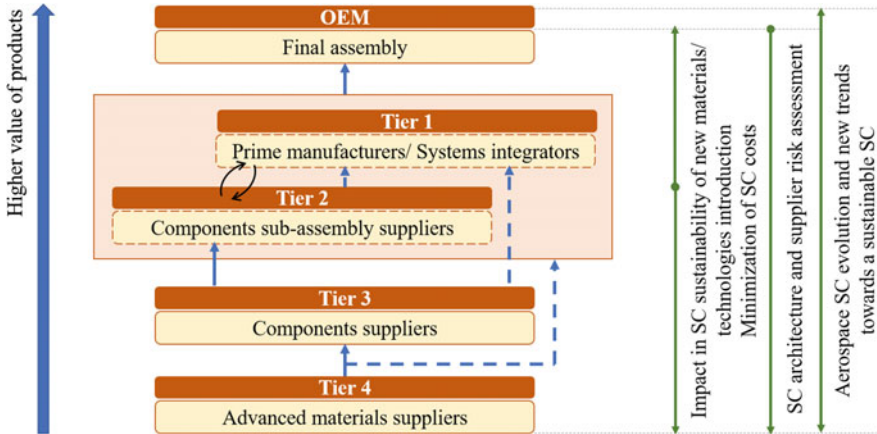 Higher value of products
OEM
Final assembly
Tier 1
Prime manufacturers/ Systems integrators
Tier 2
Components sub-assembly suppliers
Tier 3
Components suppliers
Tier 4
Advanced materials suppliers
Impact in SC sustainability of new materials/
technologies introduction
Minimization of SC costs
SC architecture and supplier risk assessment
Aerospace SC evolution and new trends
towards a sustainable SC